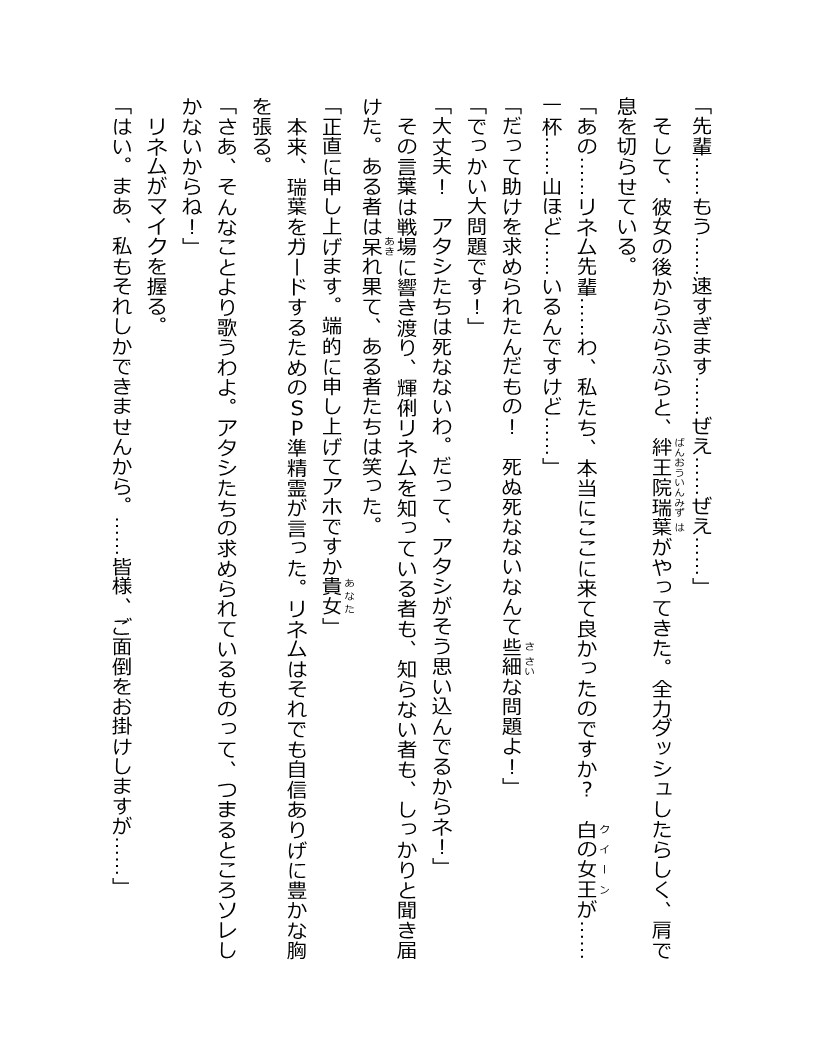 「先輩……もう……速すぎます……ぜえ……ぜえ……」
　そして、彼女の後からふらふらと、絆王院瑞葉がやってきた。全力ダッシュしたらしく、肩で
息を切らせている。
「あの……リネム先輩……わ、私たち、本当にここに来て良かったのですか？　白の女王が……
一杯……山ほど……いるんですけど……」
「だって助けを求められたんだもの！　死ぬ死なないなんて些細な問題よ！」
「でっかい大問題です！」
「大丈夫！　アタシたちは死なないわ。だって、アタシがそう思い込んでるからネ！」
　その言葉は戦場に響き渡り、輝俐リネムを知っている者も、知らない者も、しっかりと聞き届
けた。ある者は呆れ果て、ある者たちは笑った。
「正直に申し上げます。端的に申し上げてアホですか貴女」
　本来、瑞葉をガードするためのＳＰ準精霊が言った。リネムはそれでも自信ありげに豊かな胸
を張る。
「さあ、そんなことより歌うわよ。アタシたちの求められているものって、つまるところソレし
かないからね！」
　リネムがマイクを握る。
「はい。まあ、私もそれしかできませんから。……皆様、ご面倒をお掛けしますが……」